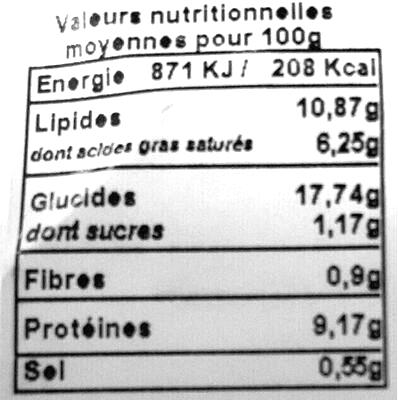 Valeurs nutritionnelles
moyennes pour 100g
Energie 871 KJ / 208 Kcal
Lipides 10,87g
dont acides gras saturés 6,25g
Glucides 17,74g
dont sucres 1,17g
Fibres 0,9g
Protéines 9,17g
Sel 0,55g